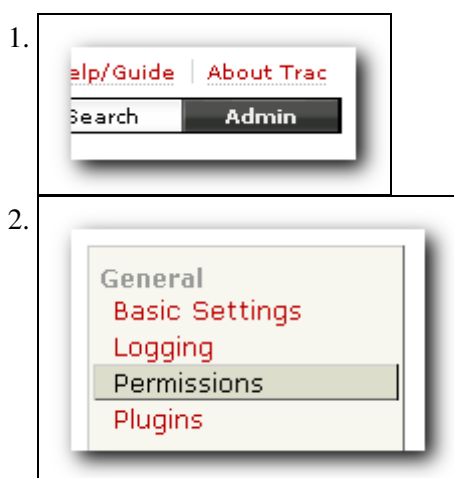 1.
elp/Guide | About Trac
Search Admin
2.
General
Basic Settings
Logging
Permissions
Plugins